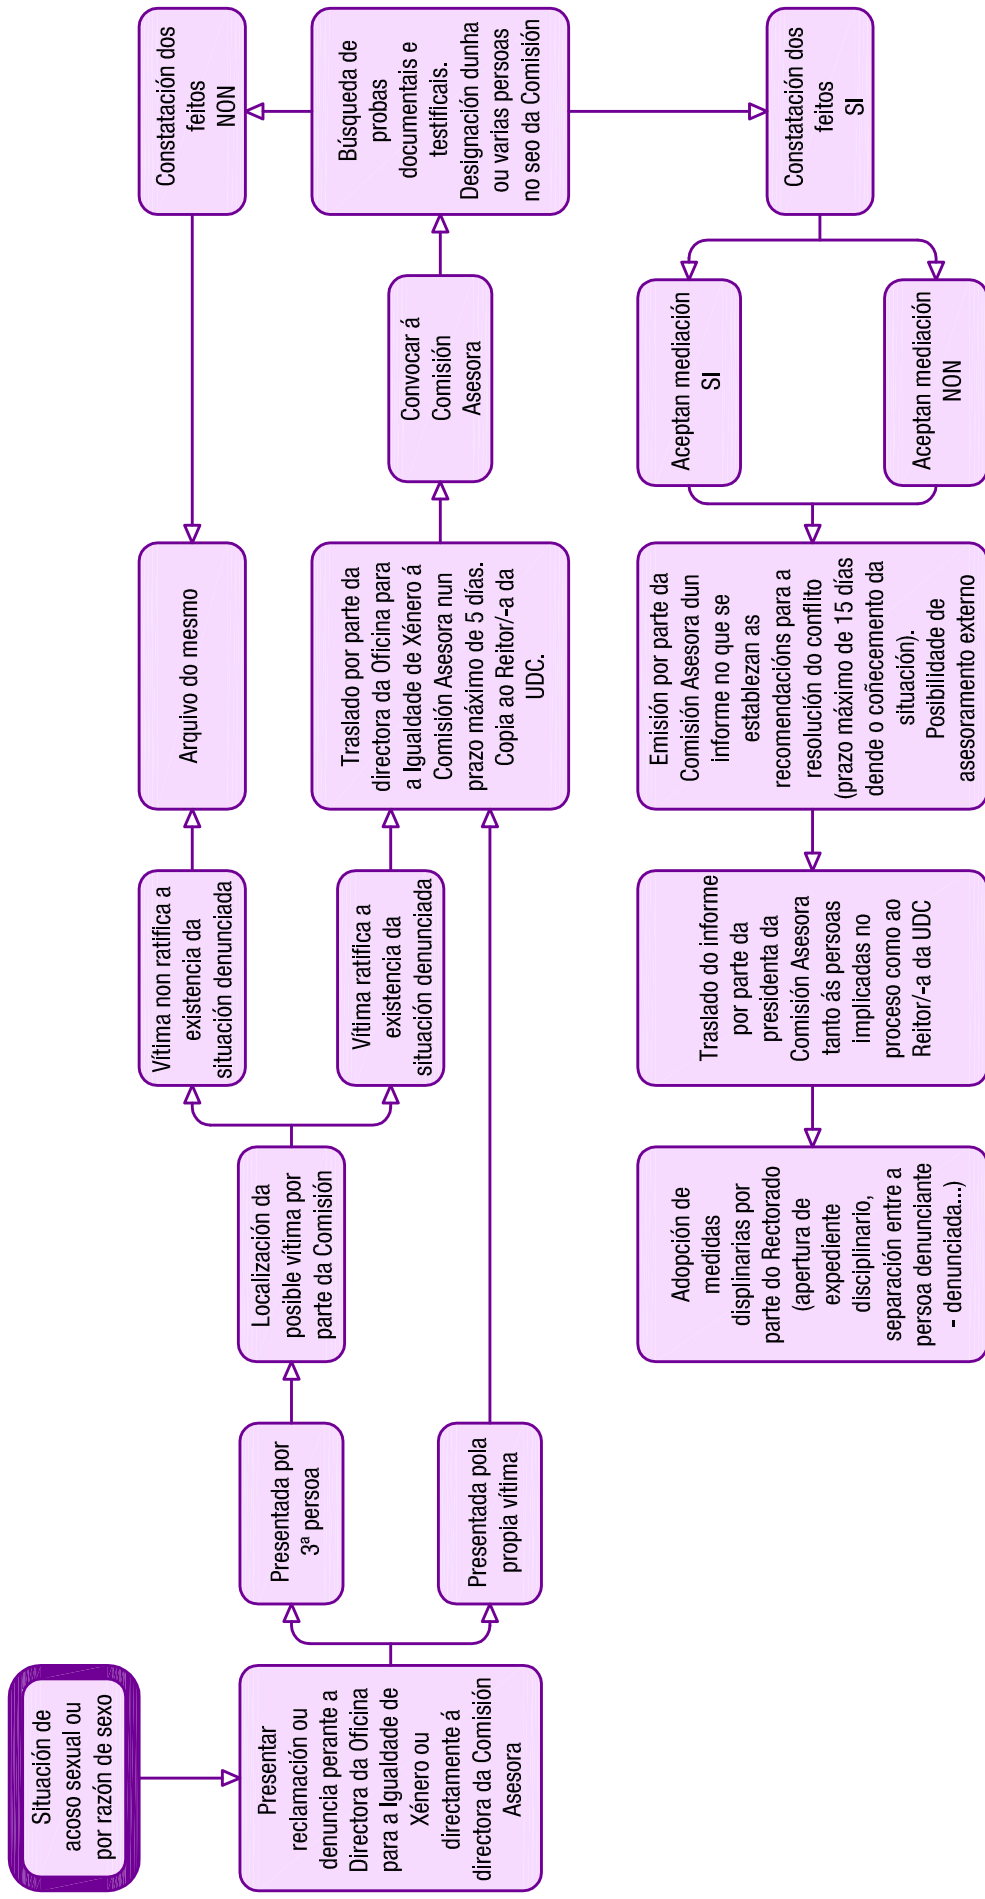 Situación de
acoso sexual ou
por razón de sexo
Presentar
reclamación ou
denuncia perante a
Directora da Oficina
para a Igualdade de
Xénero ou
directamente á
directora da Comisión
Asesora
Presentada por
3ª persoa
Presentada pola
propia vítima
Localización da
posible vítima por
parte da Comisión
Vítima non ratifica a
existencia da
situación denunciada
Vítima ratifica a
existencia da
situación denunciada
Arquivo do mesmo
Traslado por parte da
directora da Oficina para
a Igualdade de Xénero á
Comisión Asesora nun
prazo máximo de 5 días.
Copia ao Reitor/-a da
UDC.
Convocar á
Comisión
Asesora
Búsqueda de
probas
documentais e
testificais.
Designación dunha
ou varias persoas
no seo da Comisión
Constatación dos
feitos
NON
Constatación dos
feitos
SI
Aceptan mediación
SI
Aceptan mediación
NON
Emisión por parte da
Comisión Asesora dun
informe no que se
establezan as
recomendacións para a
resolución do conflito
(prazo máximo de 15 días
dende o coñecemento da
situación).
Posibilidade de
asesoramento externo
Traslado do informe
por parte da
presidenta da
Comisión Asesora
tanto ás persoas
implicadas no
proceso como ao
Reitor/-a da UDC
Adopción de
medidas
displinarias por
parte do Rectorado
(apertura de
expediente
disciplinario,
separación entre a
persoa denunciante
- denunciada...)